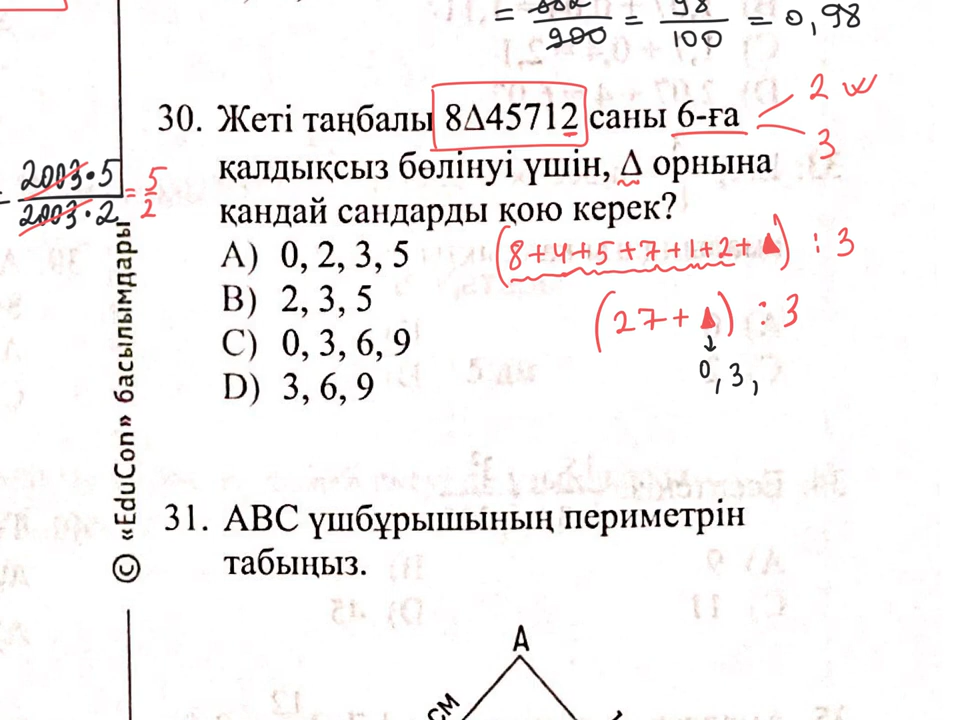 = 882/900 = 98/100 = 0,98
30. Жеті таңбалы 8Δ45712 саны 6-ға
2 w
3
қалдықсыз бөлінуі үшін, Δ орнына
қандай сандарды қою керек?
= 2003·5/2003·2 = 5/2
A) 0, 2, 3, 5
(8+4+5+7+1+2+▲) : 3
B) 2, 3, 5
(27+▲) : 3
C) 0, 3, 6, 9
0, 3,
D) 3, 6, 9
© «EduCon» басылымдары
31. ABC үшбұрышының периметрін
табыңыз.
A
см